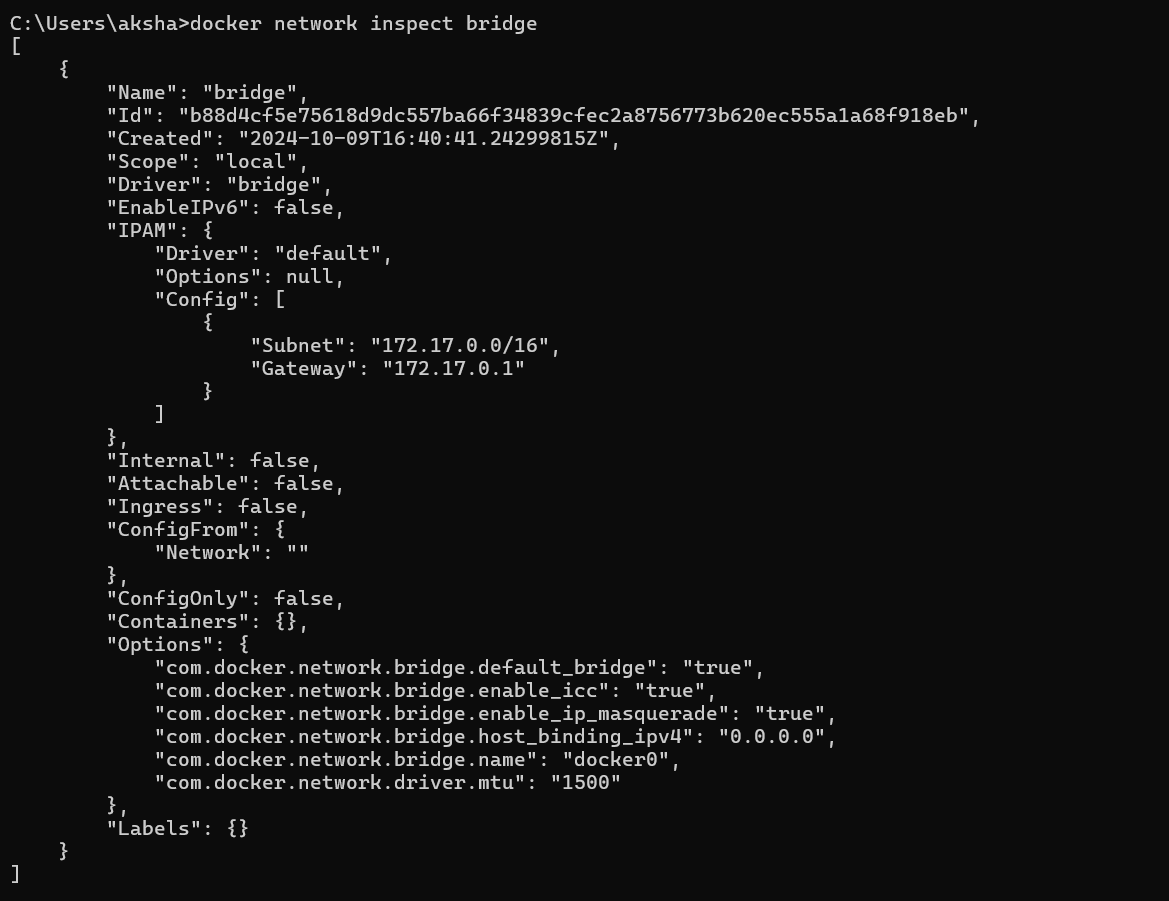 C:\Users\aksha>docker network inspect bridge
[
    {
        "Name": "bridge",
        "Id": "b88d4cf5e75618d9dc557ba66f34839cfec2a8756773b620ec555a1a68f918eb",
        "Created": "2024-10-09T16:40:41.24299815Z",
        "Scope": "local",
        "Driver": "bridge",
        "EnableIPv6": false,
        "IPAM": {
            "Driver": "default",
            "Options": null,
            "Config": [
                {
                    "Subnet": "172.17.0.0/16",
                    "Gateway": "172.17.0.1"
                }
            ]
        },
        "Internal": false,
        "Attachable": false,
        "Ingress": false,
        "ConfigFrom": {
            "Network": ""
        },
        "ConfigOnly": false,
        "Containers": {},
        "Options": {
            "com.docker.network.bridge.default_bridge": "true",
            "com.docker.network.bridge.enable_icc": "true",
            "com.docker.network.bridge.enable_ip_masquerade": "true",
            "com.docker.network.bridge.host_binding_ipv4": "0.0.0.0",
            "com.docker.network.bridge.name": "docker0",
            "com.docker.network.driver.mtu": "1500"
        },
        "Labels": {}
    }
]